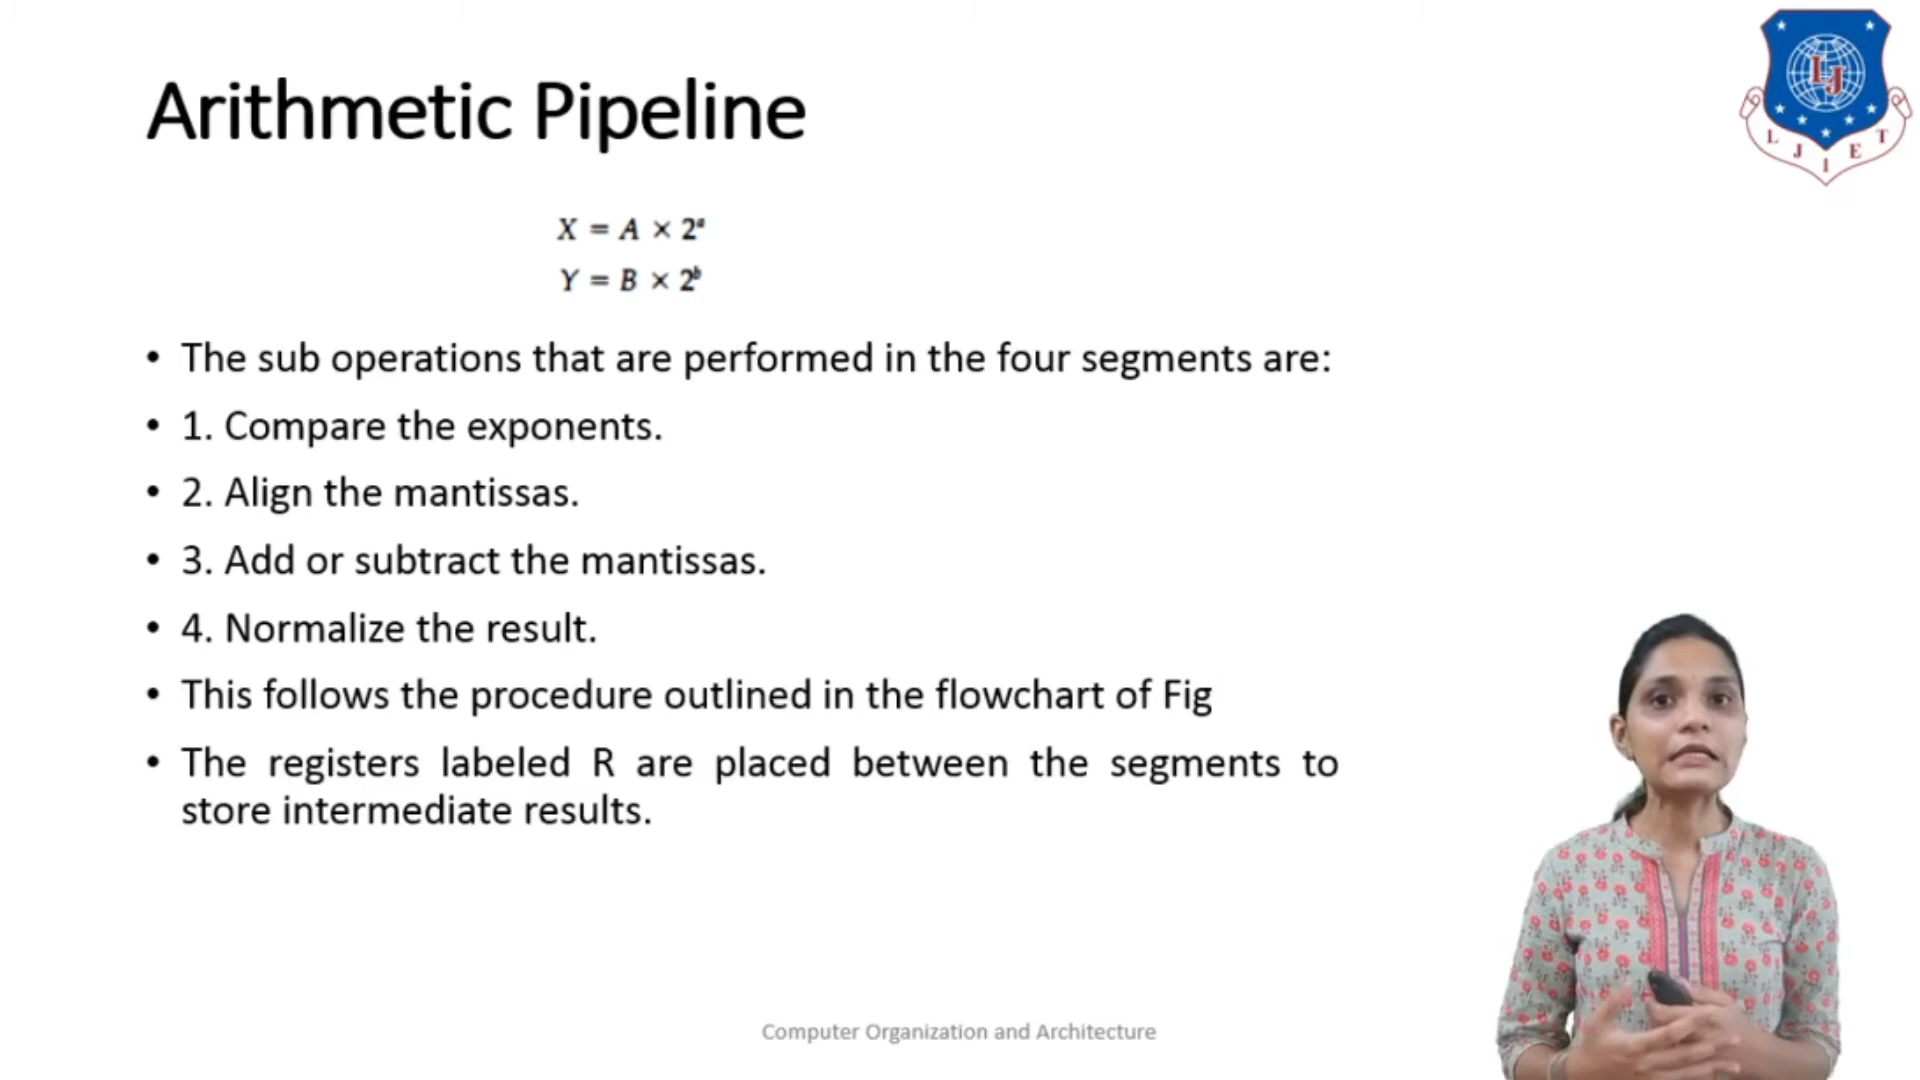 Arithmetic Pipeline
LJ
L J I E T
X = A × 2ᵃ
Y = B × 2ᵇ
• The sub operations that are performed in the four segments are:
• 1. Compare the exponents.
• 2. Align the mantissas.
• 3. Add or subtract the mantissas.
• 4. Normalize the result.
• This follows the procedure outlined in the flowchart of Fig
• The registers labeled R are placed between the segments to
store intermediate results.
Computer Organization and Architecture